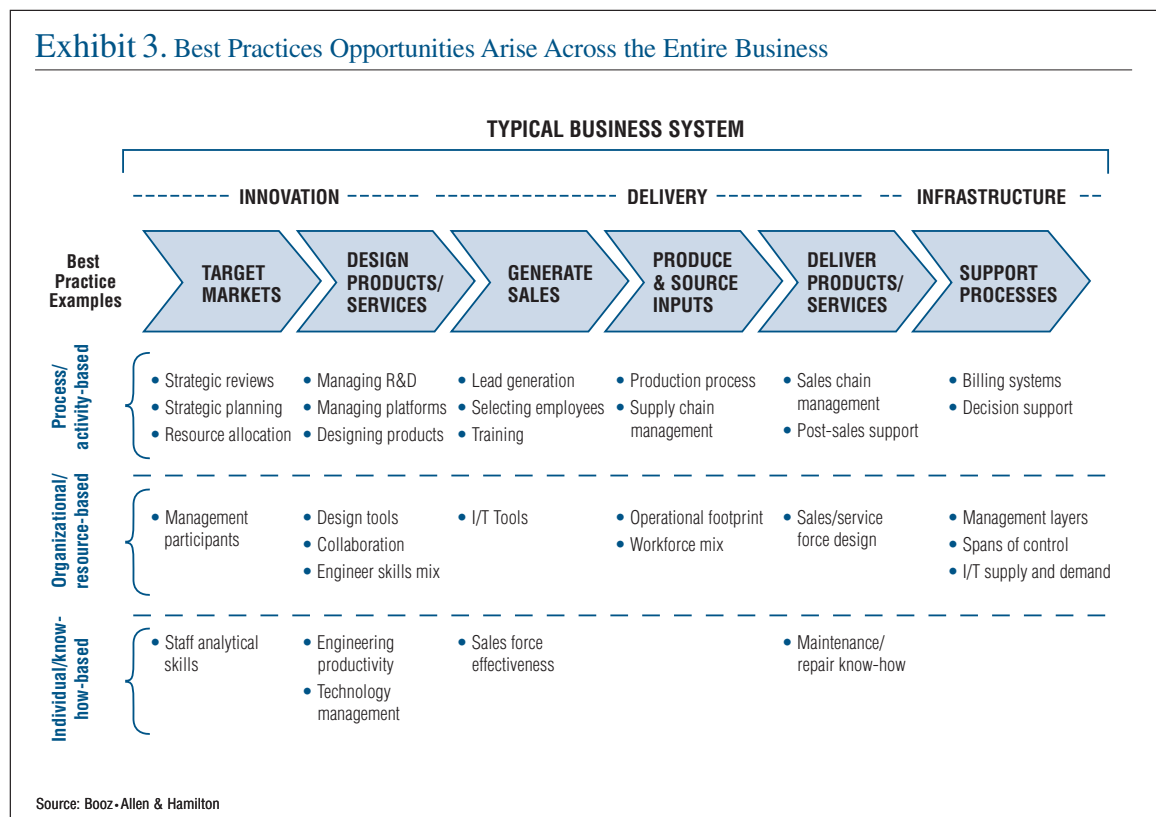 Exhibit 3. Best Practices Opportunities Arise Across the Entire Business
TYPICAL BUSINESS SYSTEM
INNOVATION
DELIVERY
INFRASTRUCTURE
Best
Practice
Examples
TARGET
MARKETS
DESIGN
PRODUCTS/
SERVICES
GENERATE
SALES
PRODUCE
& SOURCE
INPUTS
DELIVER
PRODUCTS/
SERVICES
SUPPORT
PROCESSES
Process/
activity-based
• Strategic reviews
• Strategic planning
• Resource allocation
• Managing R&D
• Managing platforms
• Designing products
• Lead generation
• Selecting employees
• Training
• Production process
• Supply chain
management
• Sales chain
management
• Post-sales support
• Billing systems
• Decision support
Organizational/
resource-based
• Management
participants
• Design tools
• Collaboration
• Engineer skills mix
• I/T Tools
• Operational footprint
• Workforce mix
• Sales/service
force design
• Management layers
• Spans of control
• I/T supply and demand
Individual/know-
how-based
• Staff analytical
skills
• Engineering
productivity
• Technology
management
• Sales force
effectiveness
• Maintenance/
repair know-how
Source: Booz•Allen & Hamilton